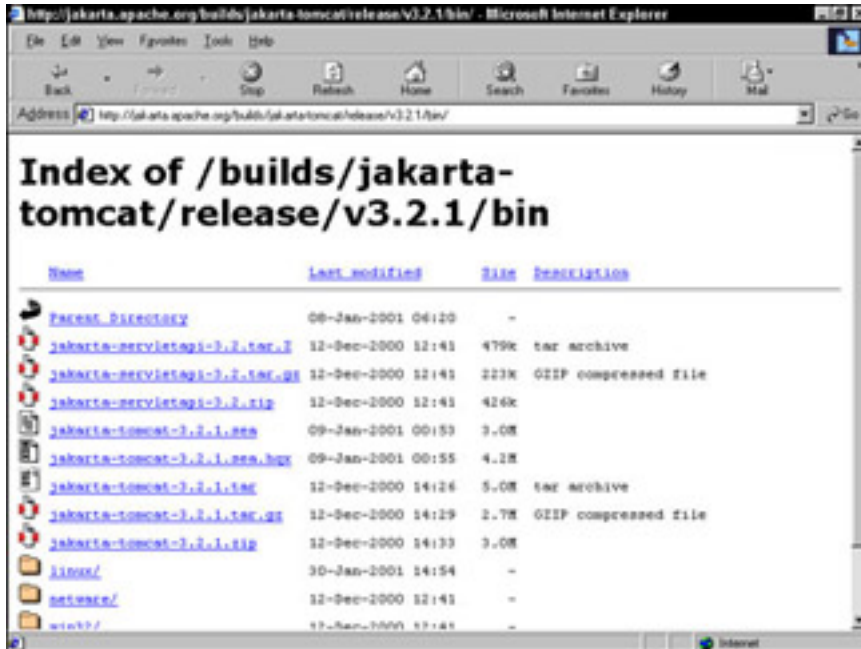 http://jakarta.apache.org/builds/jakarta-tomcat/release/v3.2.1/bin/ - Microsoft Internet Explorer
File Edit View Favorites Tools Help
Back Forward Stop Refresh Home Search Favorites History Mail
Address http://jakarta.apache.org/builds/jakarta-tomcat/release/v3.2.1/bin/ Go
Index of /builds/jakarta-
tomcat/release/v3.2.1/bin
Name Last modified Size Description
Parent Directory 08-Jan-2001 06:20 -
jakarta-servletapi-3.2.tar.Z 12-Dec-2000 12:41 479k tar archive
jakarta-servletapi-3.2.tar.gz 12-Dec-2000 12:41 223k GZIP compressed file
jakarta-servletapi-3.2.zip 12-Dec-2000 12:41 426k
jakarta-tomcat-3.2.1.sea 09-Jan-2001 00:53 3.0M
jakarta-tomcat-3.2.1.sea.hqx 09-Jan-2001 00:55 4.2M
jakarta-tomcat-3.2.1.tar 12-Dec-2000 14:26 5.0M tar archive
jakarta-tomcat-3.2.1.tar.gz 12-Dec-2000 14:29 2.7M GZIP compressed file
jakarta-tomcat-3.2.1.zip 12-Dec-2000 14:33 3.0M
linux/ 30-Jan-2001 14:54 -
netware/ 12-Dec-2000 12:41 -
win32/ 12-Dec-2000 12:41 -
Internet